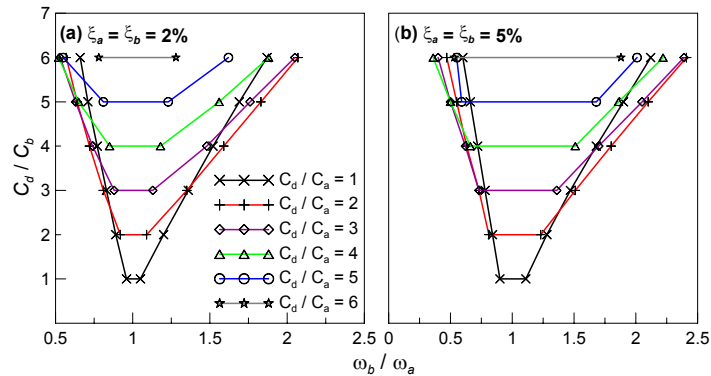 (a) ξa = ξb = 2%
(b) ξa = ξb = 5%
Cd / Cb
7
6
5
4
3
2
1
Cd / Ca = 1
Cd / Ca = 2
Cd / Ca = 3
Cd / Ca = 4
Cd / Ca = 5
Cd / Ca = 6
0.5 1 1.5 2 2.5
0 0.5 1 1.5 2 2.5
ωb / ωa